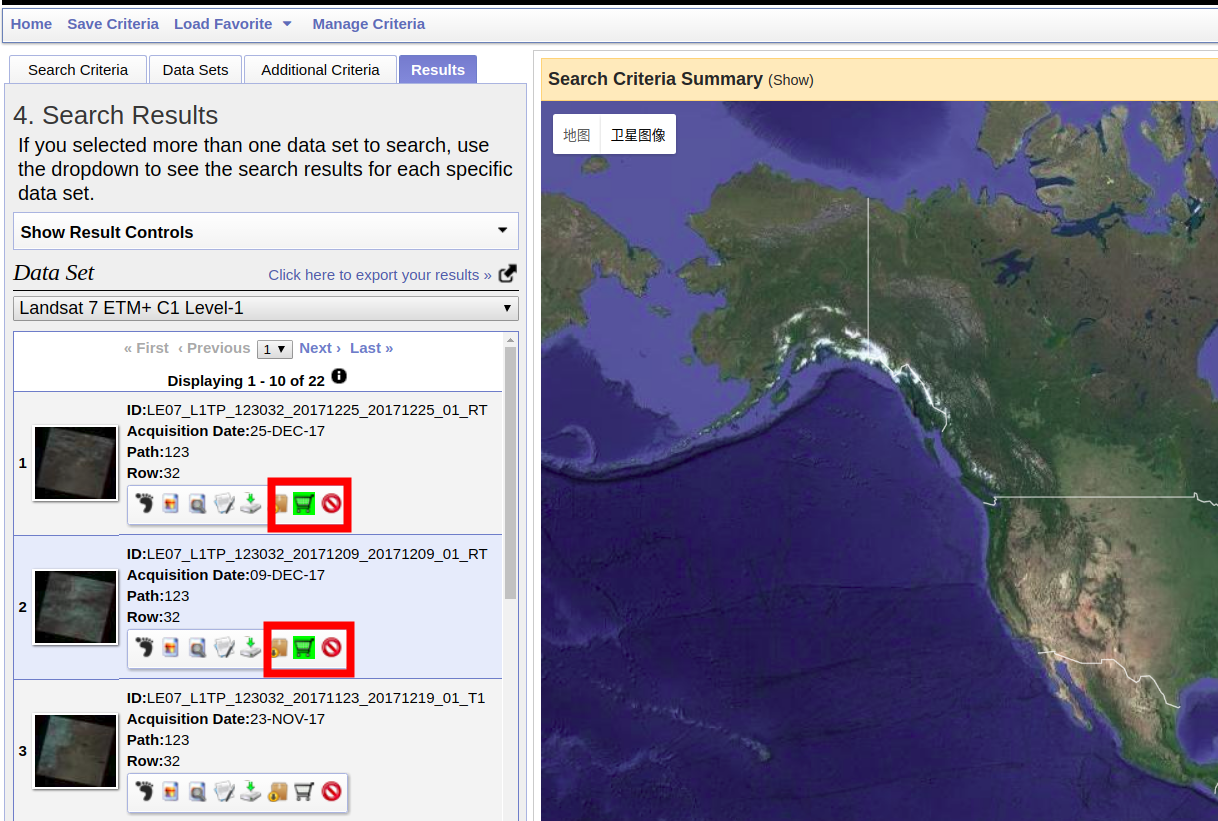 Home Save Criteria Load Favorite Manage Criteria
Search Criteria Data Sets Additional Criteria Results
4. Search Results
If you selected more than one data set to search, use
the dropdown to see the search results for each specific
data set.
Show Result Controls
Data Set Click here to export your results »
Landsat 7 ETM+ C1 Level-1
« First ‹ Previous 1 Next › Last »
Displaying 1 - 10 of 22
1
ID:LE07_L1TP_123032_20171225_20171225_01_RT
Acquisition Date:25-DEC-17
Path:123
Row:32
2
ID:LE07_L1TP_123032_20171209_20171209_01_RT
Acquisition Date:09-DEC-17
Path:123
Row:32
3
ID:LE07_L1TP_123032_20171123_20171219_01_T1
Acquisition Date:23-NOV-17
Path:123
Row:32
Search Criteria Summary (Show)
地图 卫星图像